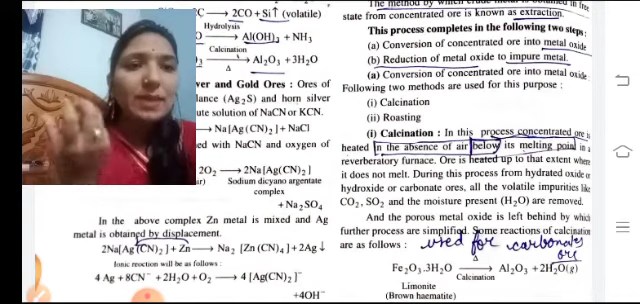 C ⟶ 2CO + Si↑ (volatile)
Hydrolysis
⟶ Al(OH)₃ + NH₃
Calcination
Δ ⟶ Al₂O₃ + 3H₂O
ver and Gold Ores : Ores of
lance (Ag₂S) and horn silver
ute solution of NaCN or KCN.
⟶ Na[Ag(CN)₂] + NaCl
ed with NaCN and oxygen of
2O₂ ⟶ 2Na[Ag(CN)₂]
Sodium dicyano argentate
complex
+ Na₂SO₄
In the above complex Zn metal is mixed and Ag
metal is obtained by displacement.
2Na[Ag(CN)₂] + Zn ⟶ Na₂ [Zn(CN)₄] + 2Ag↓
Ionic reaction will be as follows :
4 Ag + 8CN⁻ + 2H₂O + O₂ ⟶ 4 [Ag(CN)₂]⁻
+4OH⁻
The method by which crude metal is obtained in free
state from concentrated ore is known as extraction.
This process completes in the following two steps:
(a) Conversion of concentrated ore into metal oxide
(b) Reduction of metal oxide to impure metal.
(a) Conversion of concentrated ore into metal oxide
Following two methods are used for this purpose :
(i) Calcination
(ii) Roasting
(i) Calcination : In this process concentrated ore is
heated in the absence of air below its melting point in a
reverberatory furnace. Ore is heated up to that extent where
it does not melt. During this process from hydrated oxide or
hydroxide or carbonate ores, all the volatile impurities like
CO₂, SO₂ and the moisture present (H₂O) are removed.
And the porous metal oxide is left behind by which
further process are simplified. Some reactions of calcination
are as follows : used for carbonate
ore
Fe₂O₃.3H₂O Δ ⟶ Al₂O₃ + 2H₂O(g)
Calcination
Limonite
(Brown haematite)